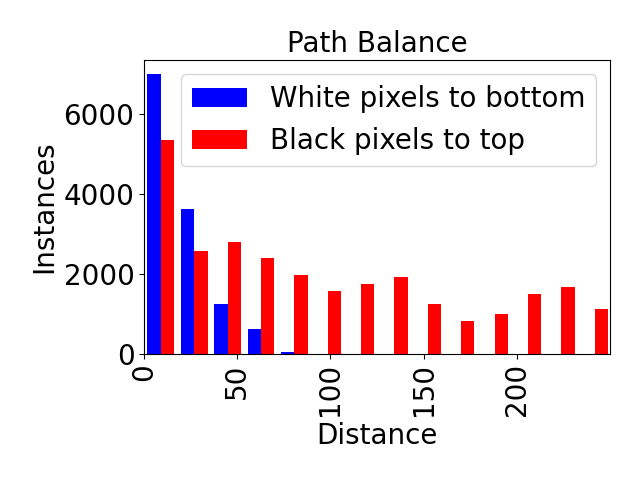 Path Balance
White pixels to bottom
Black pixels to top
Instances
6000
4000
2000
0
0
50
100
150
200
Distance